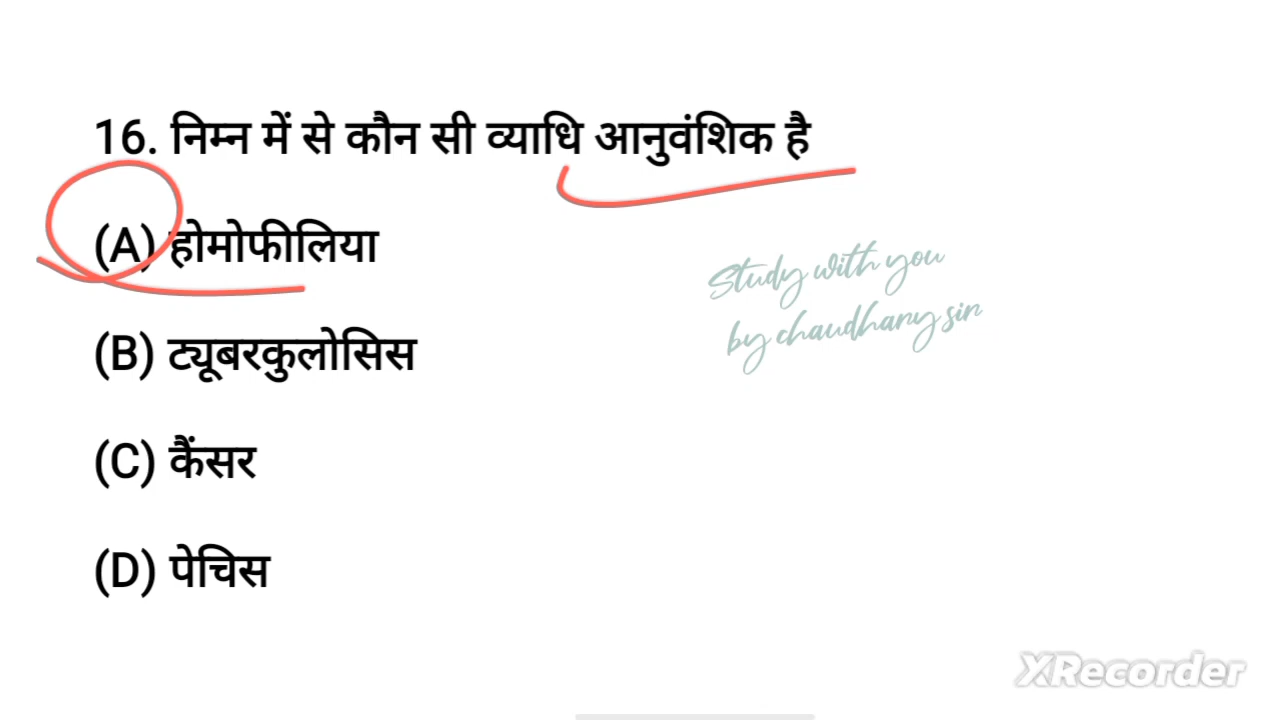 16. निम्न में से कौन सी व्याधि आनुवंशिक है
(A) होमोफीलिया
(B) ट्यूबरकुलोसिस
(C) कैंसर
(D) पेचिस
Study with you
by chaudhary sir
XRecorder